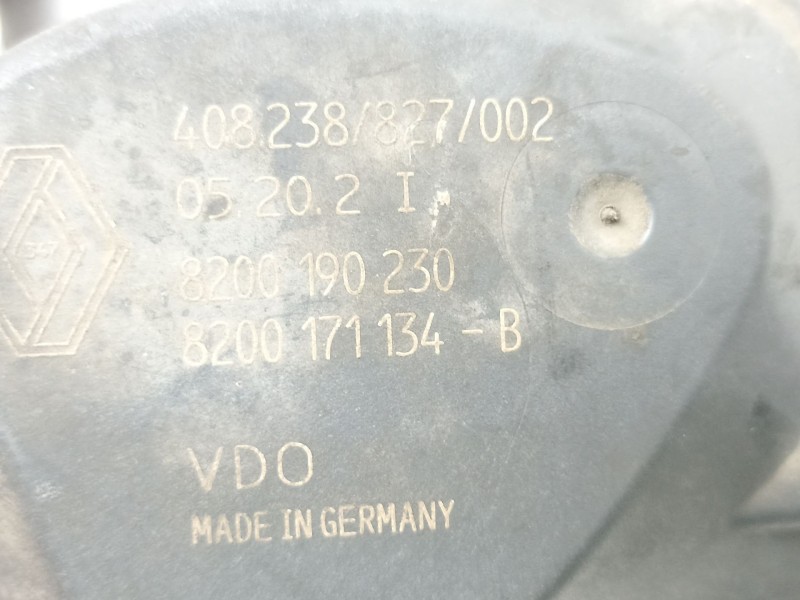 408.238/827/002
05.20.2 I
8200 190 230
8200 171 134 - B
VDO
MADE IN GERMANY